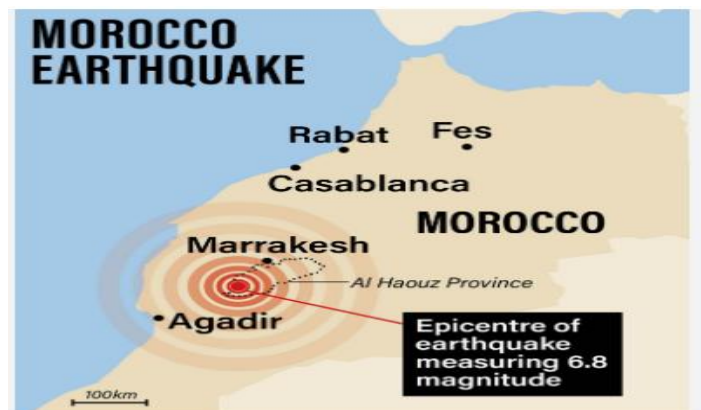 MOROCCO
EARTHQUAKE
Rabat
Fes
Casablanca
MOROCCO
Marrakesh
Al Haouz Province
Agadir
Epicentre of
earthquake
measuring 6.8
magnitude
100km